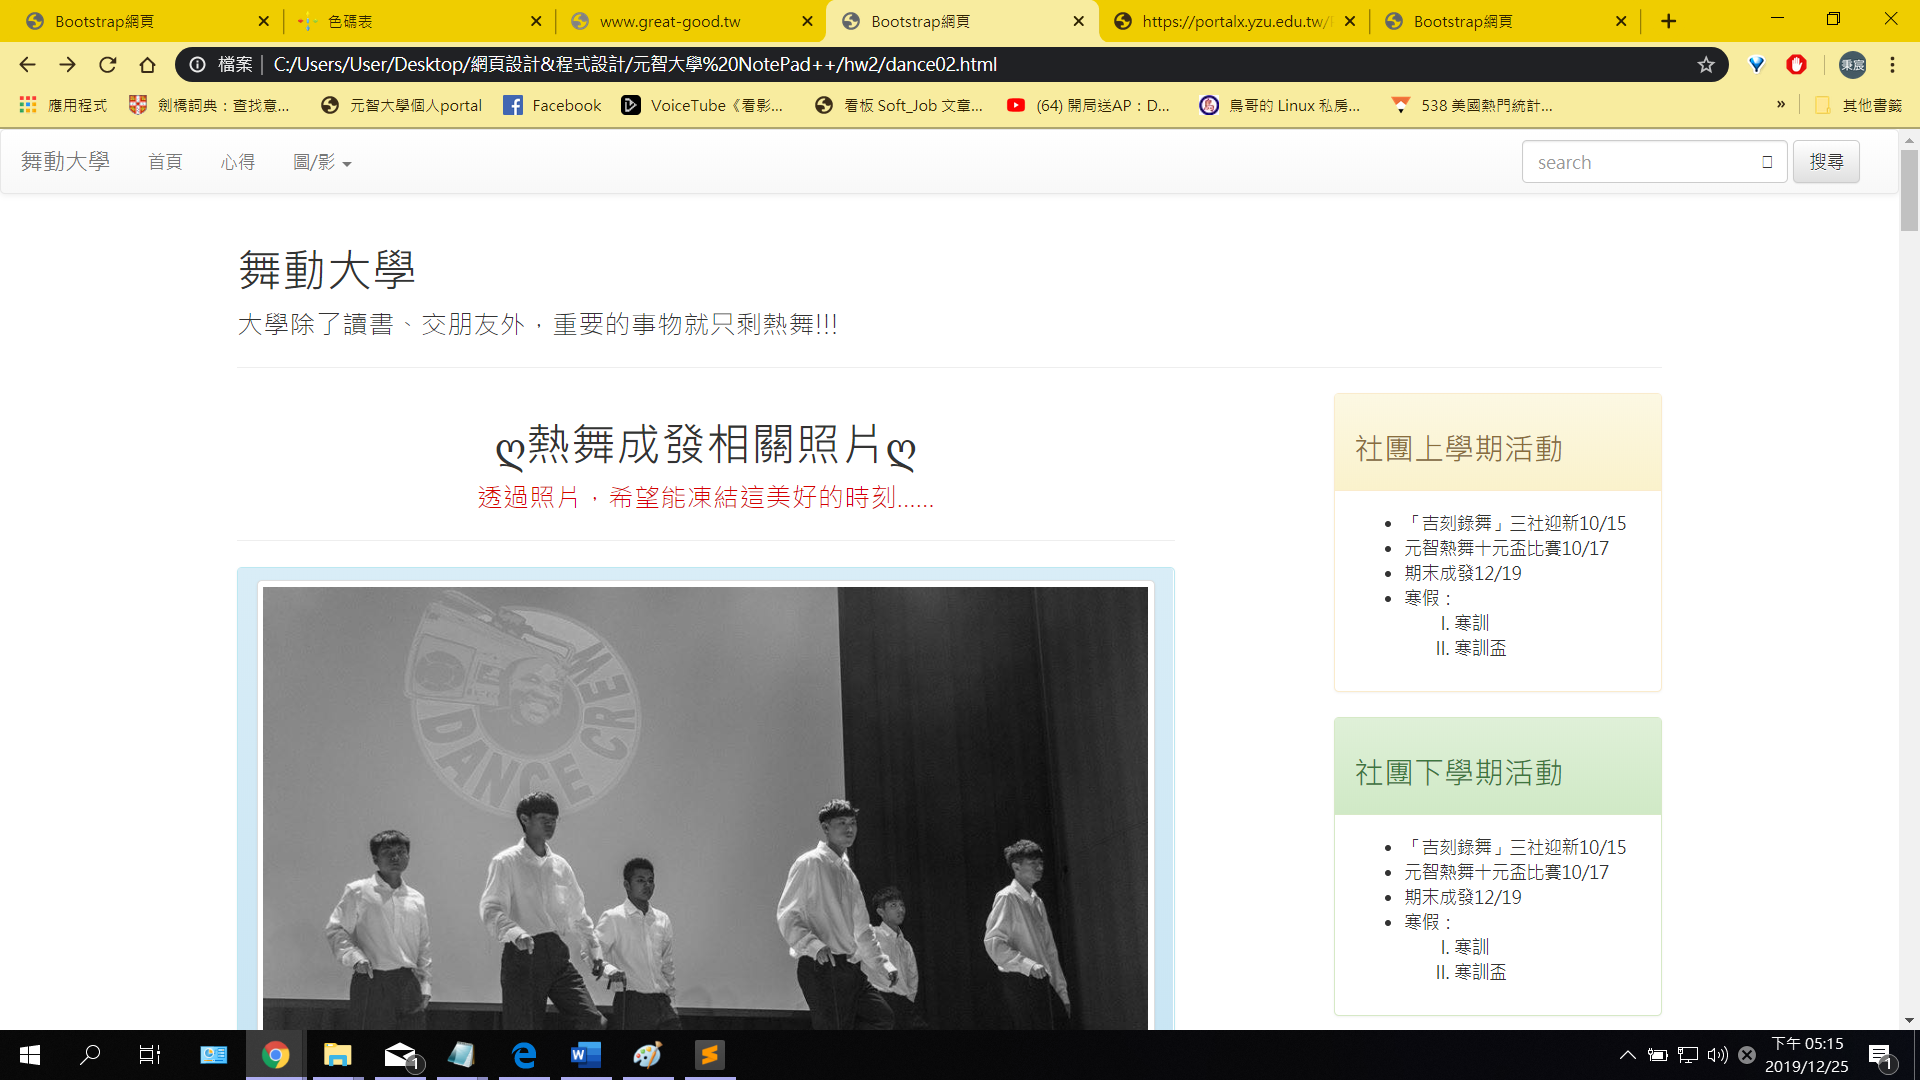 Bootstrap網頁
色碼表
www.great-good.tw
Bootstrap網頁
https://portalx.yzu.edu.tw/
Bootstrap網頁
檔案 | C:/Users/User/Desktop/網頁設計&程式設計/元智大學%20NotePad++/hw2/dance02.html
秉宸
應用程式
劍橋詞典：查找意...
元智大學個人portal
Facebook
VoiceTube《看影...
看板 Soft_Job 文章...
(64) 開局送AP：D...
鳥哥的 Linux 私房...
538 美國熱門統計...
»
其他書籤
舞動大學
首頁
心得
圖/影
search
搜尋
舞動大學
大學除了讀書、交朋友外，重要的事物就只剩熱舞!!!
ღ熱舞成發相關照片ღ
透過照片，希望能凍結這美好的時刻......
DANCE CREW
社團上學期活動
• 「吉刻錄舞」三社迎新10/15
• 元智熱舞十元盃比賽10/17
• 期末成發12/19
• 寒假：
I. 寒訓
II. 寒訓盃
社團下學期活動
• 「吉刻錄舞」三社迎新10/15
• 元智熱舞十元盃比賽10/17
• 期末成發12/19
• 寒假：
I. 寒訓
II. 寒訓盃
1
下午 05:15
2019/12/25
1